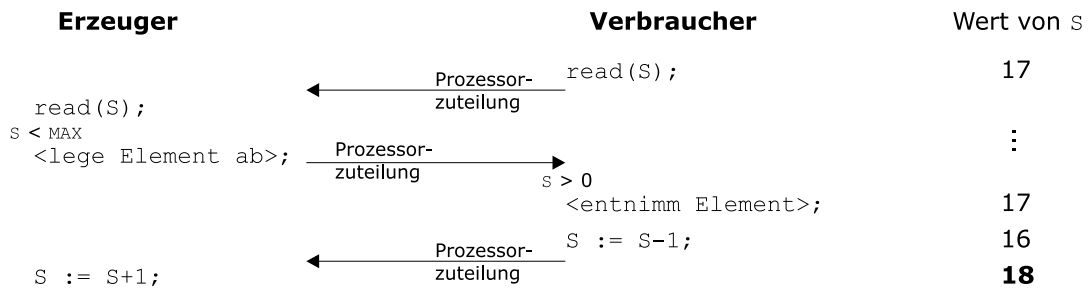 Erzeuger Verbraucher Wert von S
read(S); 17
Prozessor-
zuteilung
read(S);
S < MAX
<lege Element ab>;
⋮
Prozessor-
zuteilung
S > 0
<entnimm Element>; 17
S := S-1; 16
Prozessor-
zuteilung
S := S+1; 18